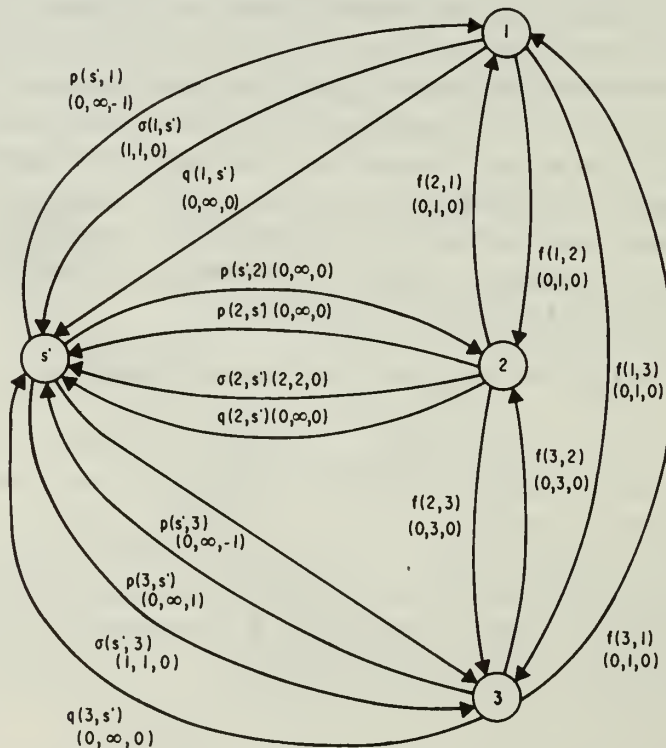 1
p(s',1)
(0,∞,-1)
σ(1,s')
(1,1,0)
q(1,s')
(0,∞,0)
f(2,1)
(0,1,0)
f(1,2)
(0,1,0)
p(s',2)(0,∞,0)
p(2,s')(0,∞,0)
s'
2
σ(2,s')(2,2,0)
q(2,s')(0,∞,0)
f(1,3)
(0,1,0)
f(3,2)
(0,3,0)
f(2,3)
(0,3,0)
p(s',3)
(0,∞,-1)
p(3,s')
(0,∞,1)
σ(s',3)
(1,1,0)
f(3,1)
(0,1,0)
3
q(3,s')
(0,∞,0)